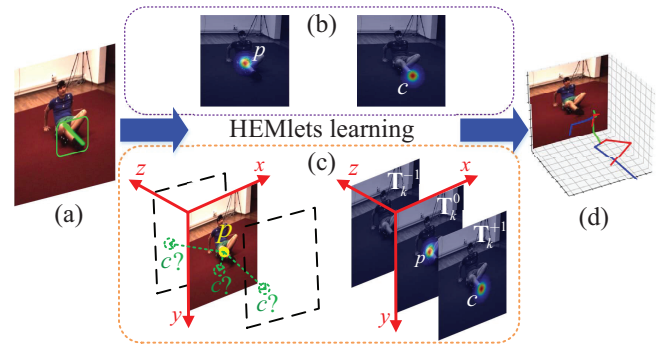 (b)
p
c
HEMlets learning
(a)
(d)
(c)
z
x
y
p
c?
c?
c?
z
x
y
T_k^{-1}
T_k^0
T_k^{+1}
p
c